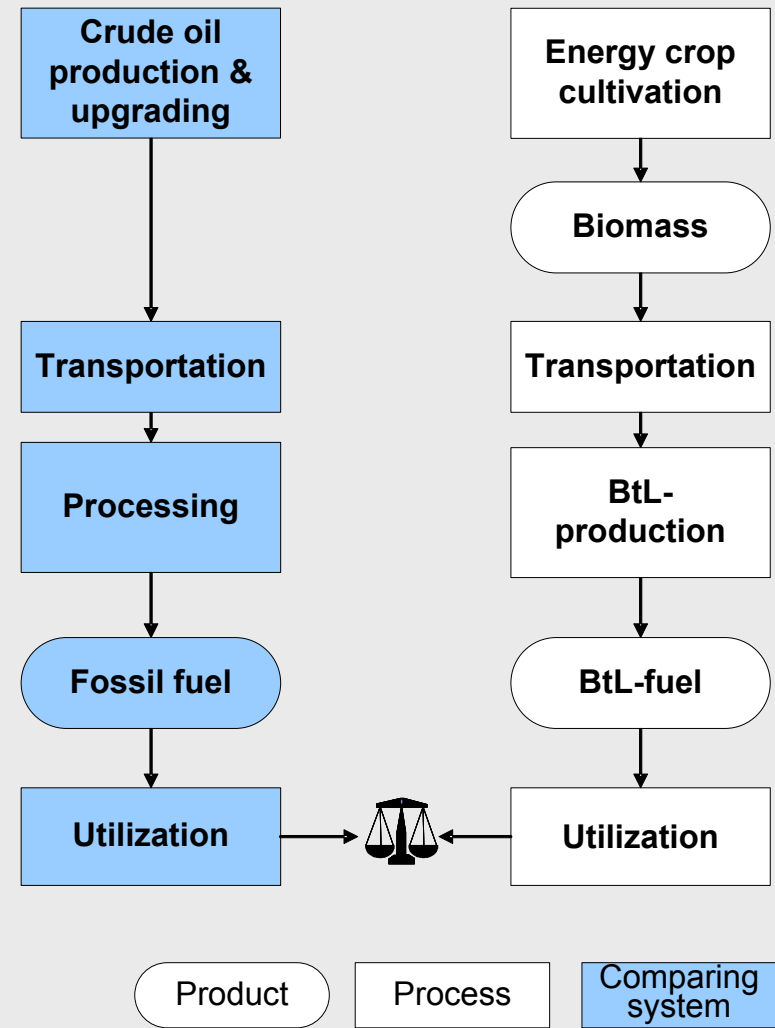 Crude oil
production &
upgrading
Transportation
Processing
Fossil fuel
Utilization
Energy crop
cultivation
Biomass
Transportation
BtL-
production
BtL-fuel
Utilization
Product
Process
Comparing
system